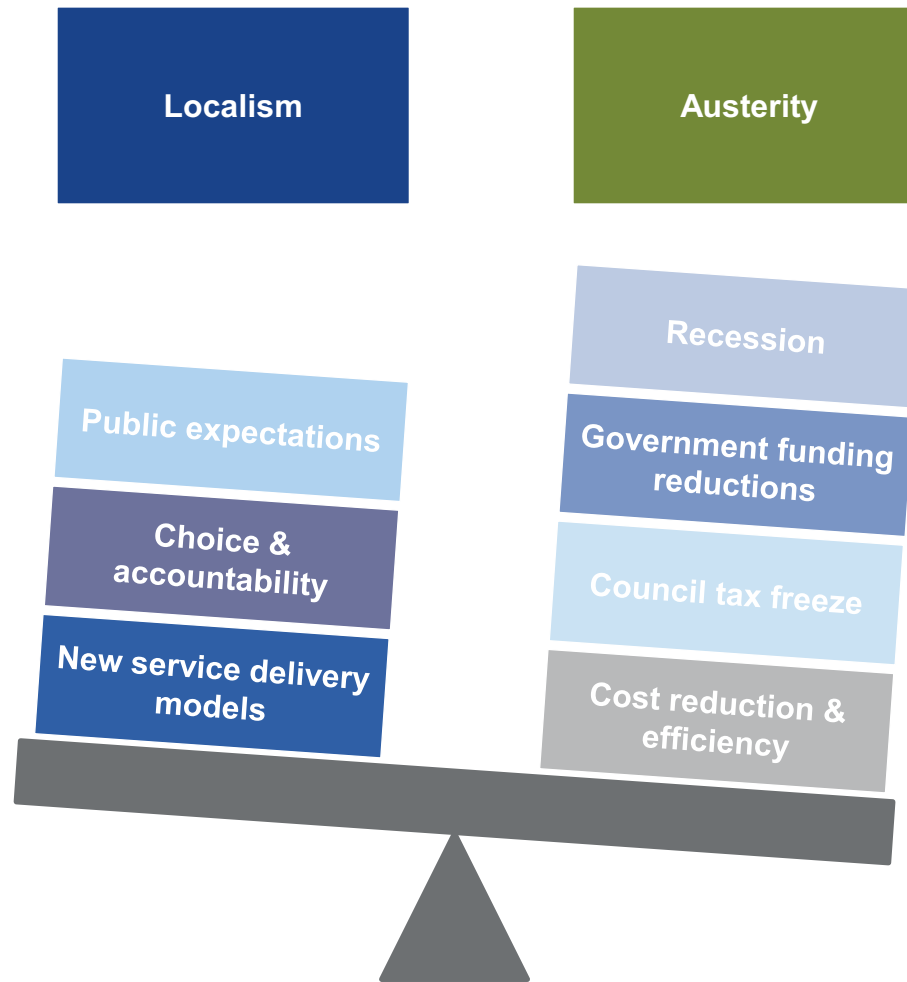 Localism
Austerity
Public expectations
Choice &
accountability
New service delivery
models
Recession
Government funding
reductions
Council tax freeze
Cost reduction &
efficiency